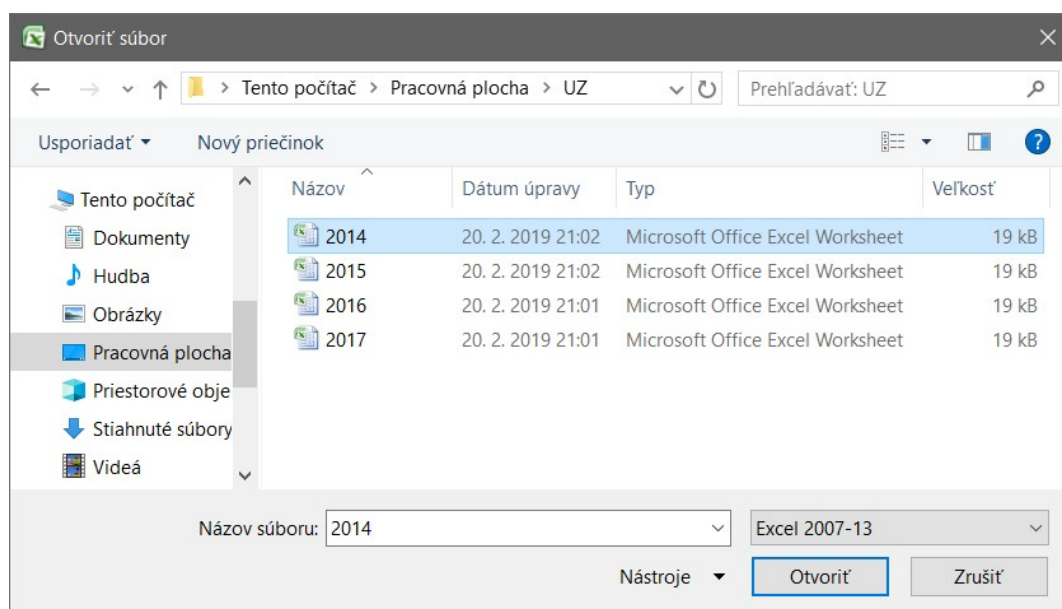 Otvoriť súbor
Tento počítač > Pracovná plocha > UZ
Prehľadávať: UZ
Usporiadať
Nový priečinok
Názov Dátum úpravy Typ Veľkosť
2014 20. 2. 2019 21:02 Microsoft Office Excel Worksheet 19 kB
2015 20. 2. 2019 21:02 Microsoft Office Excel Worksheet 19 kB
2016 20. 2. 2019 21:01 Microsoft Office Excel Worksheet 19 kB
2017 20. 2. 2019 21:01 Microsoft Office Excel Worksheet 19 kB
Tento počítač
Dokumenty
Hudba
Obrázky
Pracovná plocha
Priestorové obje
Stiahnuté súbory
Videá
Názov súboru: 2014
Excel 2007-13
Nástroje
Otvoriť
Zrušiť